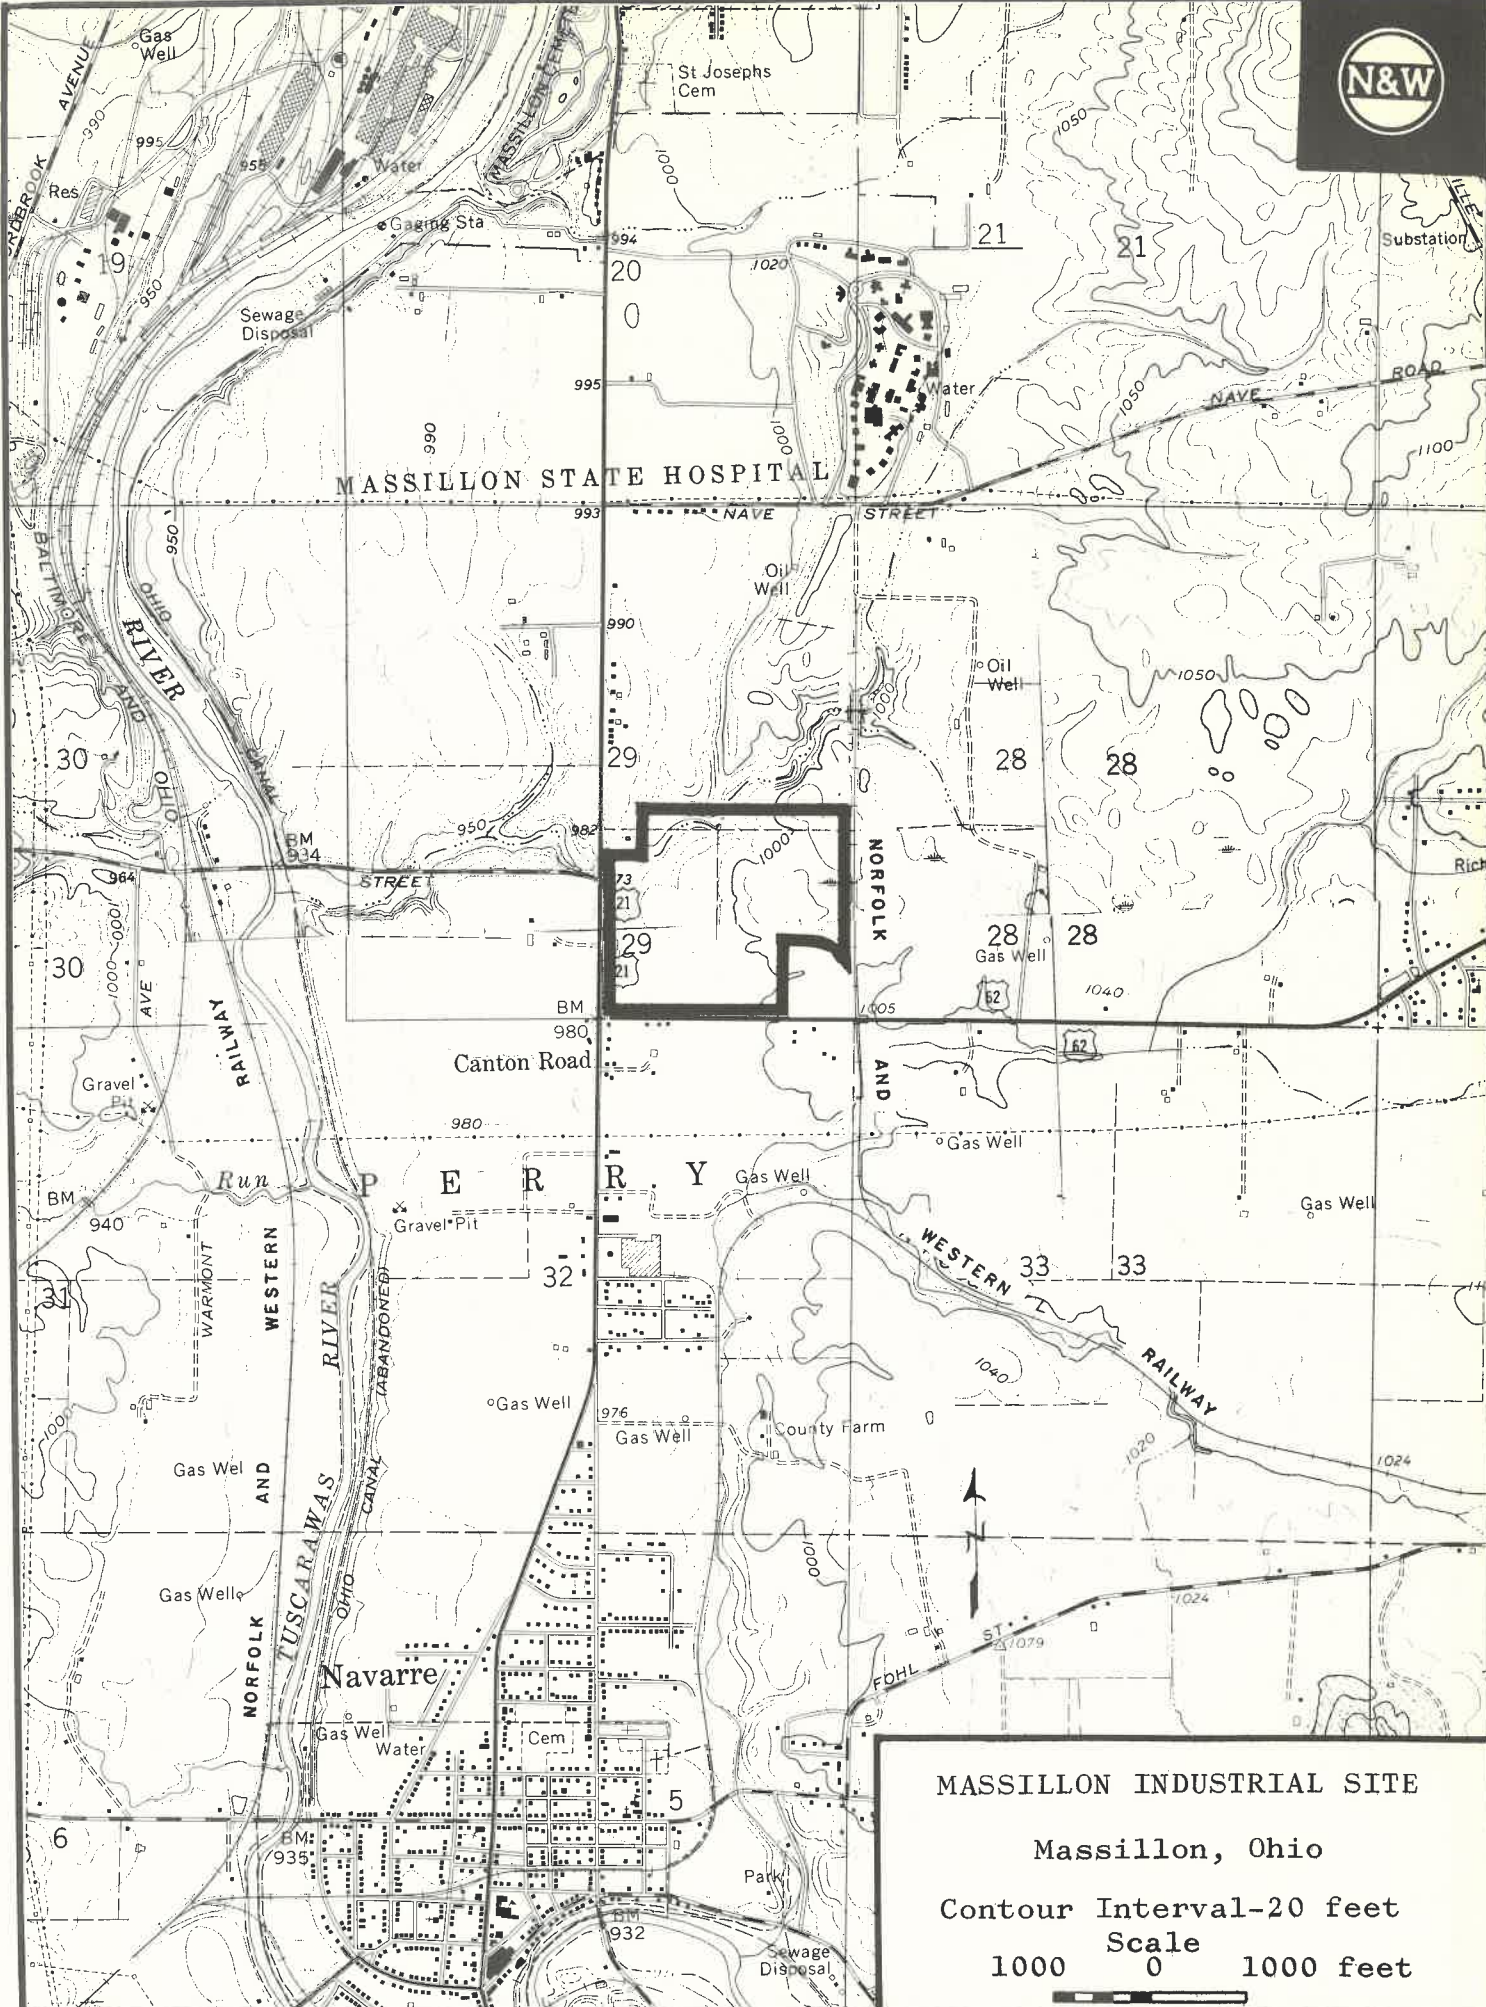 N&W
Gas
Well
AVENUE
990
995
955
Water
MASSILLON CEMETERY
St Josephs
Cem
1000
1050
Res
Gaging Sta
994
20
0
1020
21
21
Substation
19
950
Sewage
Disposal
995
Water
1050
NAVE ROAD
990
1000
1100
MASSILLON STATE HOSPITAL
993
NAVE STREET
950
Oil
Well
BALTIMORE AND OHIO
OHIO CANAL
RIVER
990
Oil
Well
1050
1000
30
29
28
28
950
982
1000
BM
934
STREET
964
73
21
29
21
NORFOLK
Rich
1000
30
AVE
28
28
Gas Well
62
1040
BM
980
1005
RAILWAY
Canton Road
62
AND
Gravel
Pit
980
Gas Well
Run
PERRY
Gas Well
BM
940
Gravel Pit
Gas Well
WARMONT
WESTERN
RIVER
(ABANDONED)
32
WESTERN
33
33
31
RAILWAY
1040
Gas Well
976
Gas Well
County Farm
1000
Gas Wel
AND
CANAL
1020
1024
TUSCARAWAS
N
1000
Gas Well
OHIO
1024
ST
1079
FOHL
NORFOLK
Navarre
Gas Well
Water
Cem
5
6
BM
935
Park
BM
932
Sewage
Disposal
MASSILLON INDUSTRIAL SITE
Massillon, Ohio
Contour Interval-20 feet
Scale
1000 0 1000 feet